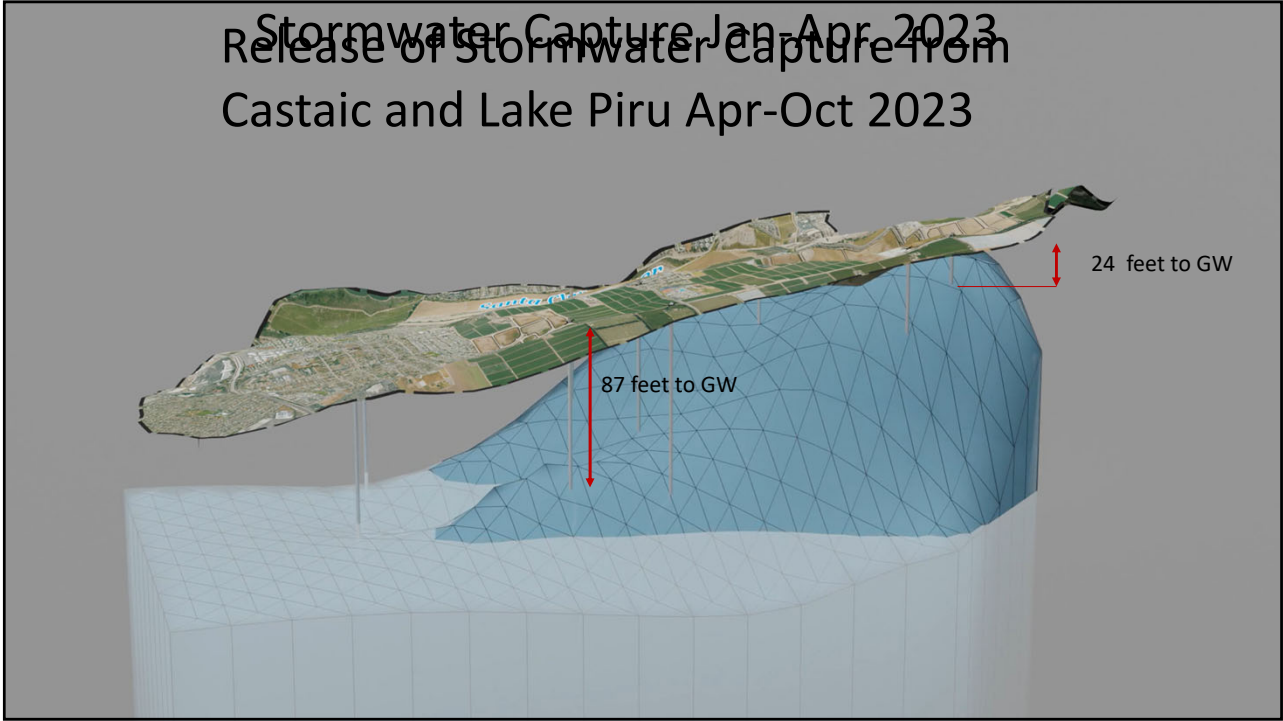 Stormwater Capture Jan-Apr, 2023
Release of Stormwater Capture from
Castaic and Lake Piru Apr-Oct 2023
24 feet to GW
87 feet to GW
Santa